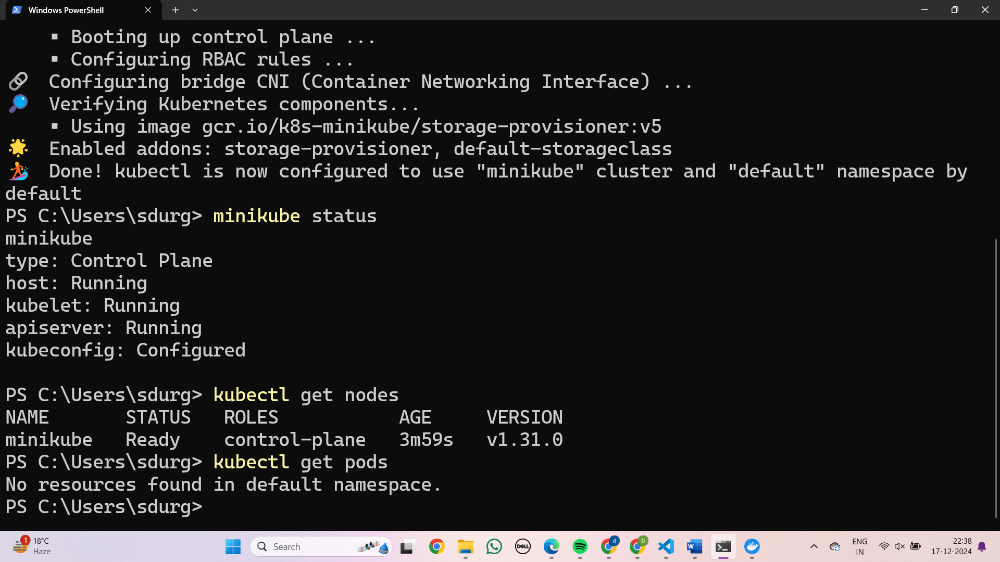 Windows PowerShell
▪ Booting up control plane ...
▪ Configuring RBAC rules ...
Configuring bridge CNI (Container Networking Interface) ...
Verifying Kubernetes components...
▪ Using image gcr.io/k8s-minikube/storage-provisioner:v5
Enabled addons: storage-provisioner, default-storageclass
Done! kubectl is now configured to use "minikube" cluster and "default" namespace by
default
PS C:\Users\sdurg> minikube status
minikube
type: Control Plane
host: Running
kubelet: Running
apiserver: Running
kubeconfig: Configured
PS C:\Users\sdurg> kubectl get nodes
NAME STATUS ROLES AGE VERSION
minikube Ready control-plane 3m59s v1.31.0
PS C:\Users\sdurg> kubectl get pods
No resources found in default namespace.
PS C:\Users\sdurg>
1
18°C
Haze
Search
DELL
d
D
W
ENG
IN
22:38
17-12-2024